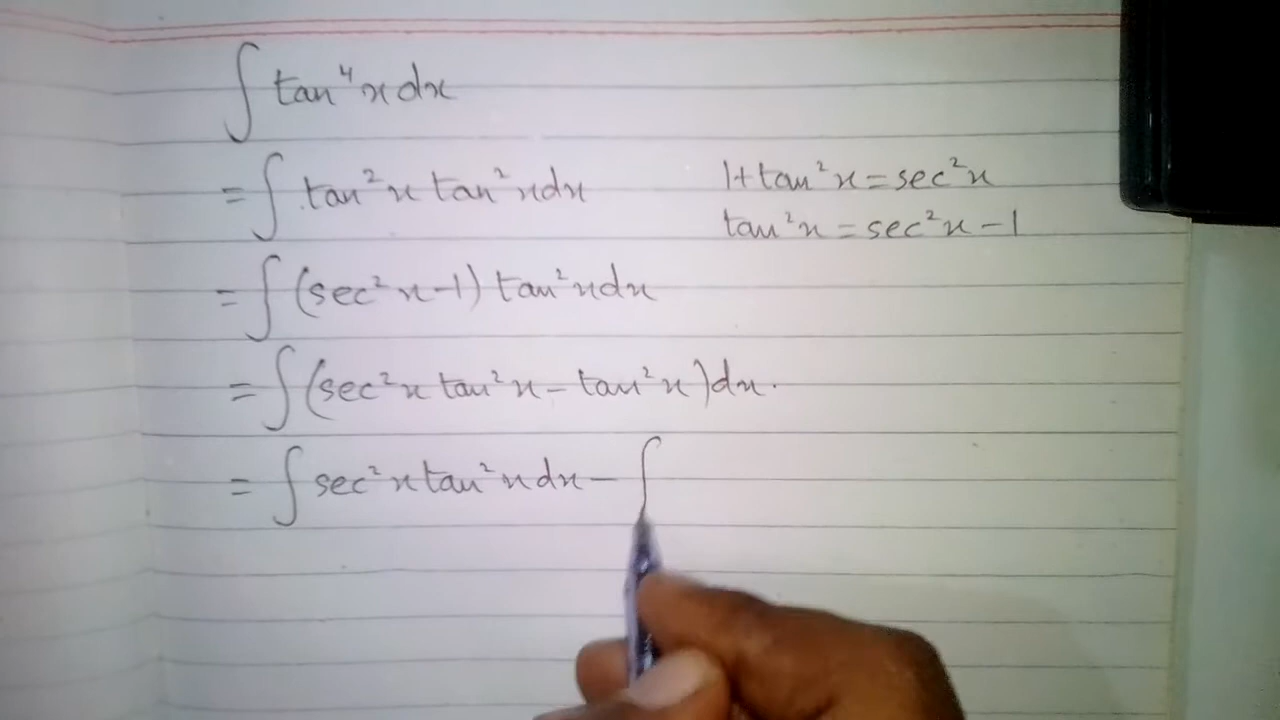 ∫ tan⁴x dx
= ∫ tan²x tan²x dx
1 + tan²x = sec²x
tan²x = sec²x - 1
= ∫ (sec²x - 1) tan²x dx
= ∫ (sec²x tan²x - tan²x) dx.
= ∫ sec²x tan²x dx - ∫